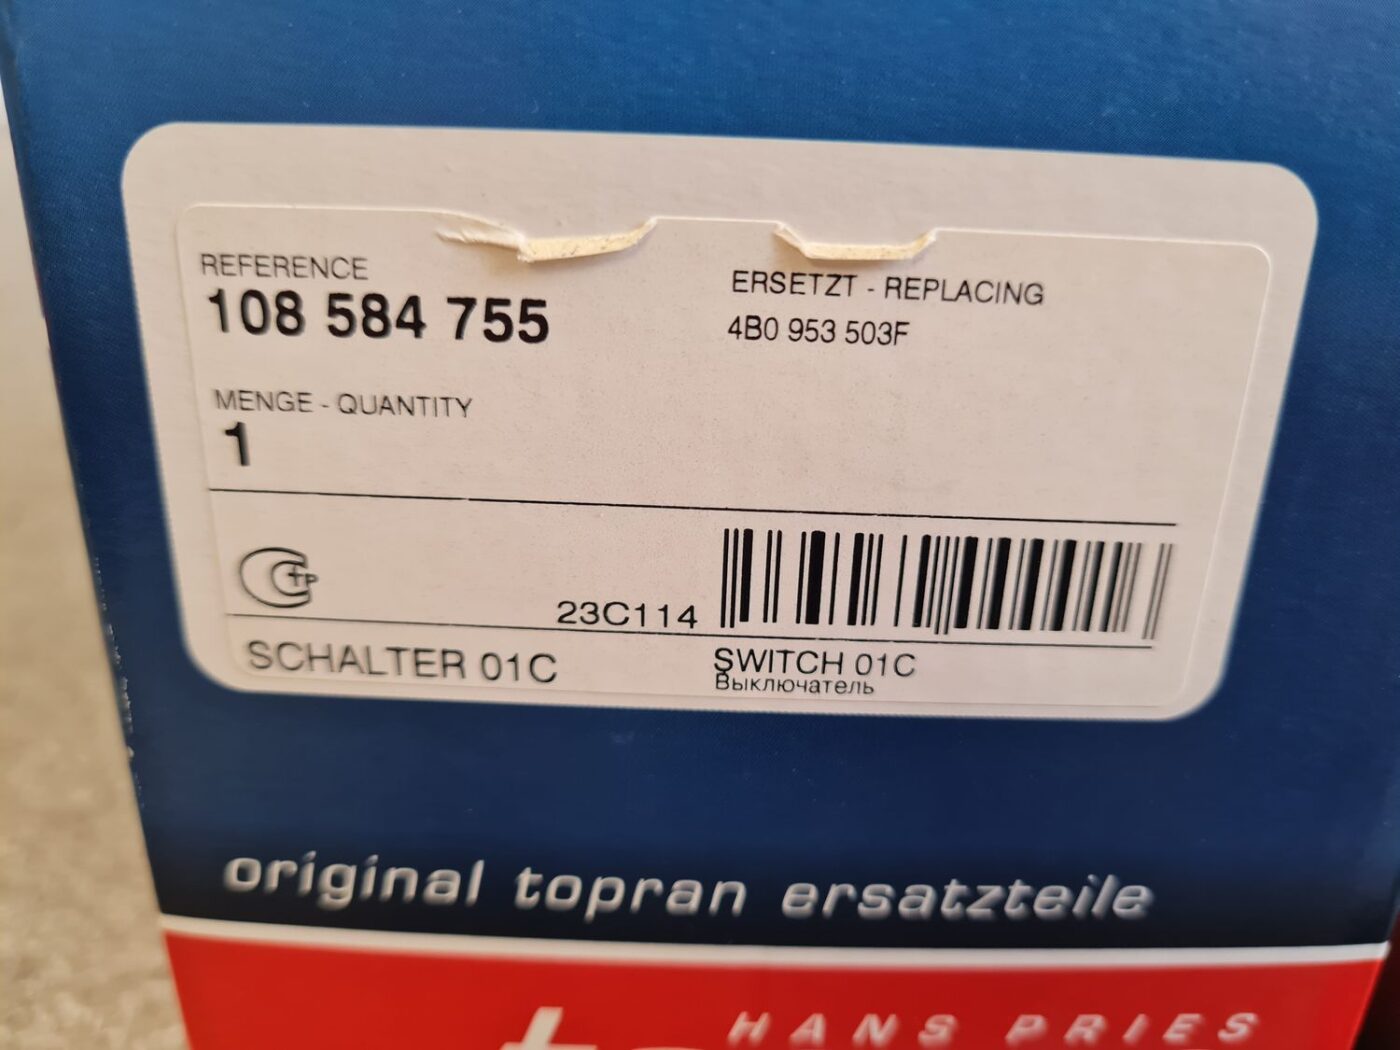 REFERENCE
108 584 755
ERSETZT - REPLACING
4B0 953 503F
MENGE - QUANTITY
1
TP
23C114
SCHALTER 01C
SWITCH 01C
Выключатель
original topran ersatzteile
HANS PRIES